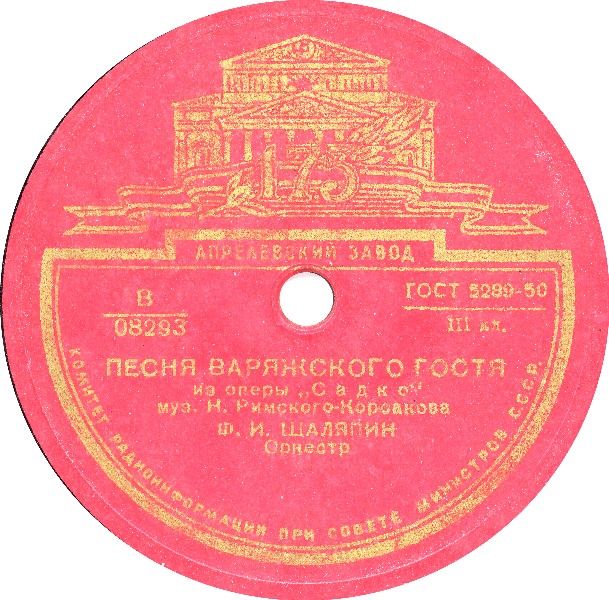 175
АПРЕЛЕВСКИЙ ЗАВОД
В
08293
ГОСТ 5289-50
III кл.
ПЕСНЯ ВАРЯЖСКОГО ГОСТЯ
из оперы „Садко"
муз. Н. Римского-Корсакова
Ф. И. ШАЛЯПИН
Оркестр
КОМИТЕТ РАДИОИНФОРМАЦИИ ПРИ СОВЕТЕ МИНИСТРОВ СССР.